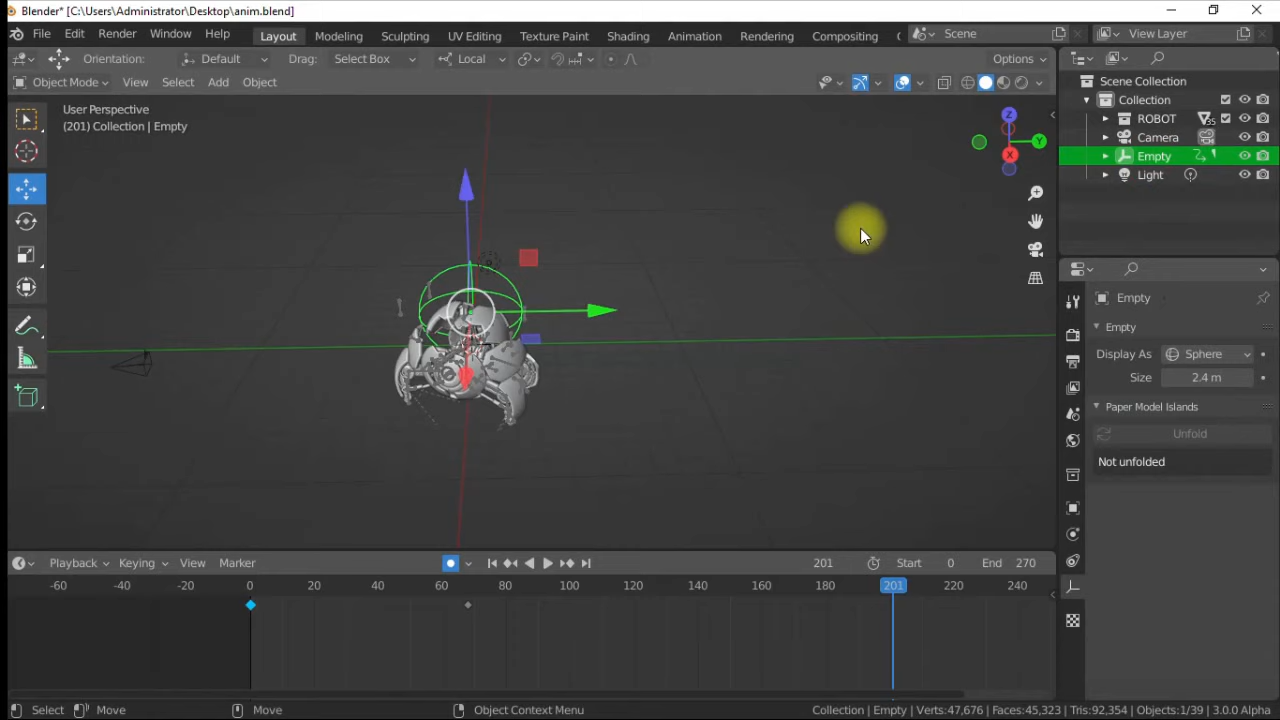 Blender* [C:\Users\Administrator\Desktop\anim.blend]
File Edit Render Window Help Layout Modeling Sculpting UV Editing Texture Paint Shading Animation Rendering Compositing Scene View Layer
Orientation: Default Drag: Select Box Local Options
Object Mode View Select Add Object
User Perspective
(201) Collection | Empty
Z
Y
X
Scene Collection
Collection
ROBOT 35
Camera
Empty
Light
Empty
Empty
Display As Sphere
Size 2.4 m
Paper Model Islands
Unfold
Not unfolded
Playback Keying View Marker 201 Start 0 End 270
-60 -40 -20 0 20 40 60 80 100 120 140 160 180 201 220 240
Select Move Move Object Context Menu Collection | Empty | Verts:47,676 | Faces:45,323 | Tris:92,354 | Objects:1/39 | 3.0.0 Alpha